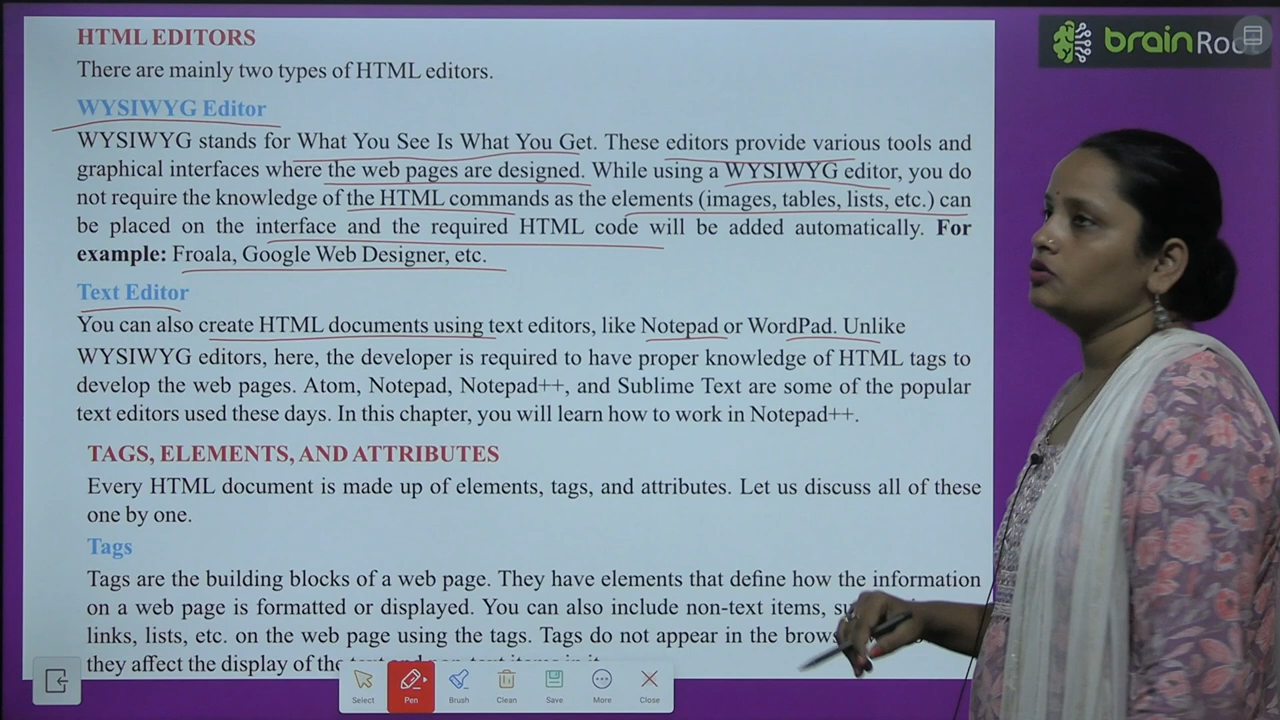 HTML EDITORS
There are mainly two types of HTML editors.
WYSIWYG Editor
WYSIWYG stands for What You See Is What You Get. These editors provide various tools and
graphical interfaces where the web pages are designed. While using a WYSIWYG editor, you do
not require the knowledge of the HTML commands as the elements (images, tables, lists, etc.) can
be placed on the interface and the required HTML code will be added automatically. For
example: Froala, Google Web Designer, etc.
Text Editor
You can also create HTML documents using text editors, like Notepad or WordPad. Unlike
WYSIWYG editors, here, the developer is required to have proper knowledge of HTML tags to
develop the web pages. Atom, Notepad, Notepad++, and Sublime Text are some of the popular
text editors used these days. In this chapter, you will learn how to work in Notepad++.
TAGS, ELEMENTS, AND ATTRIBUTES
Every HTML document is made up of elements, tags, and attributes. Let us discuss all of these
one by one.
Tags
Tags are the building blocks of a web page. They have elements that define how the information
on a web page is formatted or displayed. You can also include non-text items,
links, lists, etc. on the web page using the tags. Tags do not appear in the
they affect the display of the
Select Pen Brush Clean Save More Close
brain